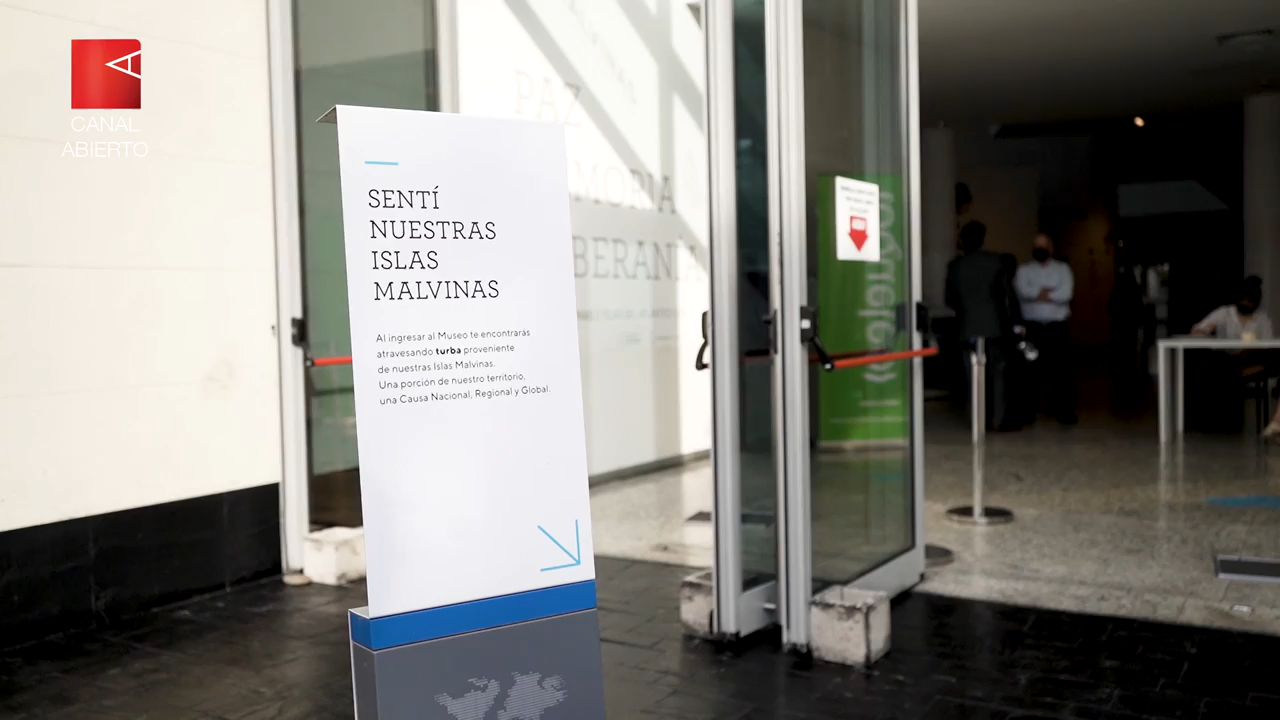 CANAL
ABIERTO
SENTÍ
NUESTRAS
ISLAS
MALVINAS
Al ingresar al Museo te encontrarás
atravesando turba proveniente
de nuestras Islas Malvinas.
Una porción de nuestro territorio,
una Causa Nacional, Regional y Global.
PAZ
MORIA
BERANÍA